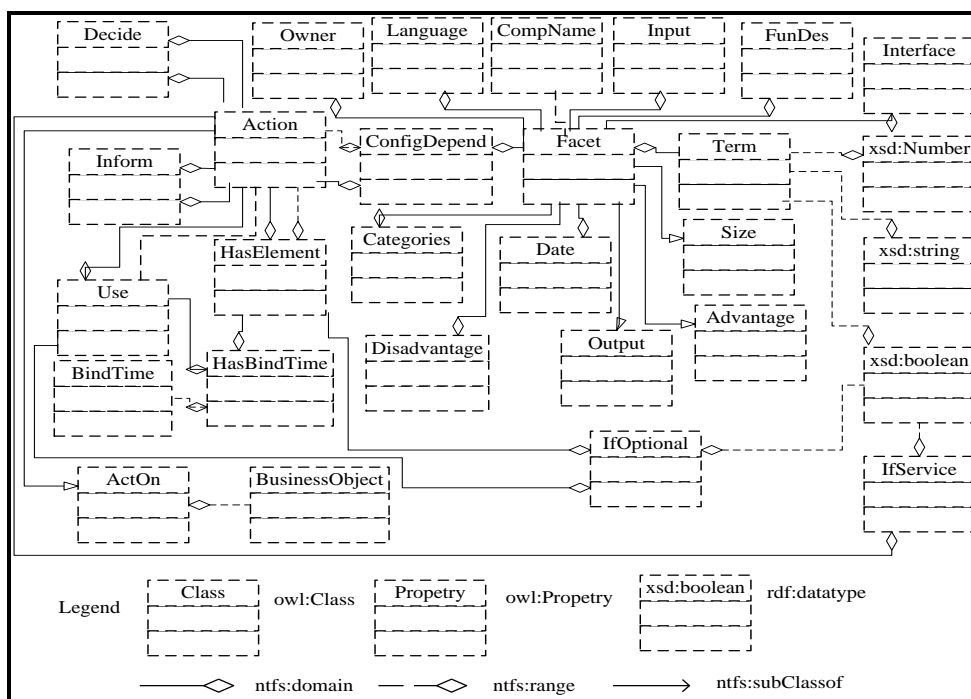 Decide
Owner
Language
CompName
Input
FunDes
Interface
Action
ConfigDepend
Facet
Term
xsd:Number
Inform
HasElement
Categories
Date
Size
xsd:string
Use
Disadvantage
Output
Advantage
BindTime
HasBindTime
xsd:boolean
IfOptional
ActOn
BusinessObject
IfService
Legend
Class
owl:Class
Propetry
owl:Propetry
xsd:boolean
rdf:datatype
ntfs:domain
ntfs:range
ntfs:subClassof